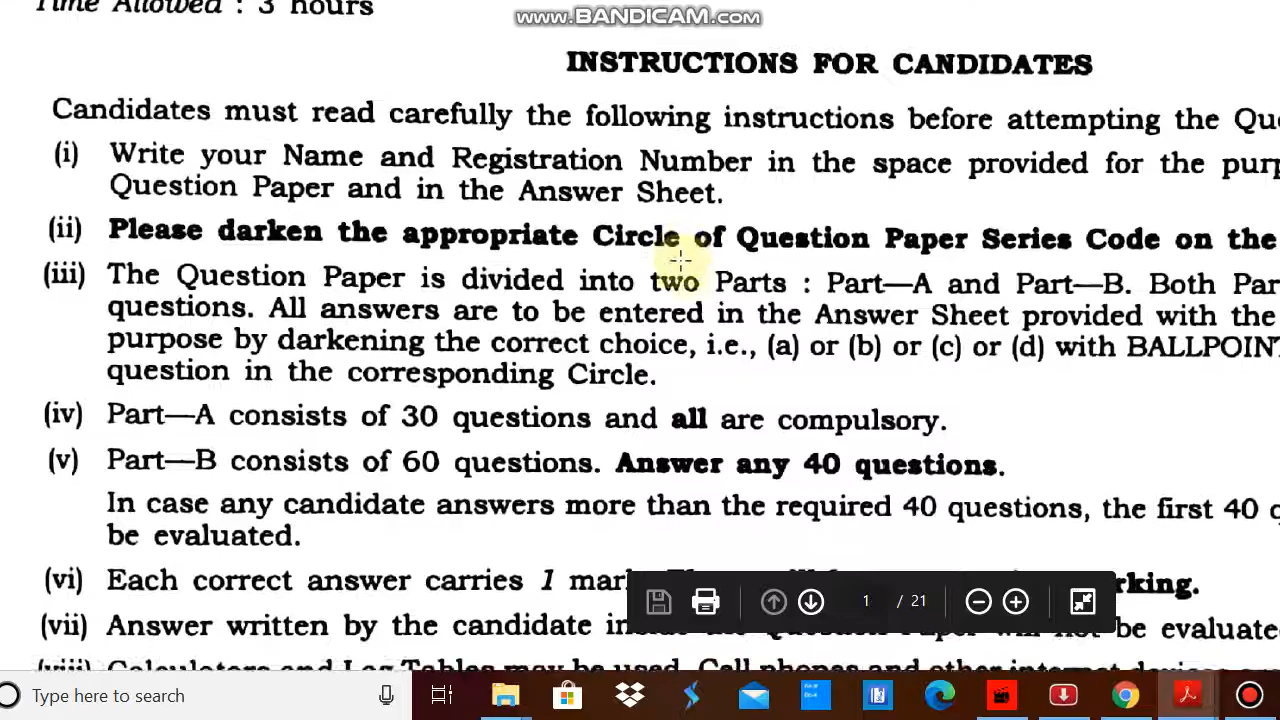 Time Allowed : 3 hours
www.BANDICAM.com
INSTRUCTIONS FOR CANDIDATES
Candidates must read carefully the following instructions before attempting the
(i) Write your Name and Registration Number in the space provided for the
Question Paper and in the Answer Sheet.
(ii) Please darken the appropriate Circle of Question Paper Series Code on the
(iii) The Question Paper is divided into two Parts : Part—A and Part—B. Both
questions. All answers are to be entered in the Answer Sheet provided with the
purpose by darkening the correct choice, i.e., (a) or (b) or (c) or (d) with BALLPOINT
question in the corresponding Circle.
(iv) Part—A consists of 30 questions and all are compulsory.
(v) Part—B consists of 60 questions. Answer any 40 questions.
In case any candidate answers more than the required 40 questions, the first 40
be evaluated.
(vi) Each correct answer carries 1
1 / 21
(vii) Answer written by the candidate be
Type here to search